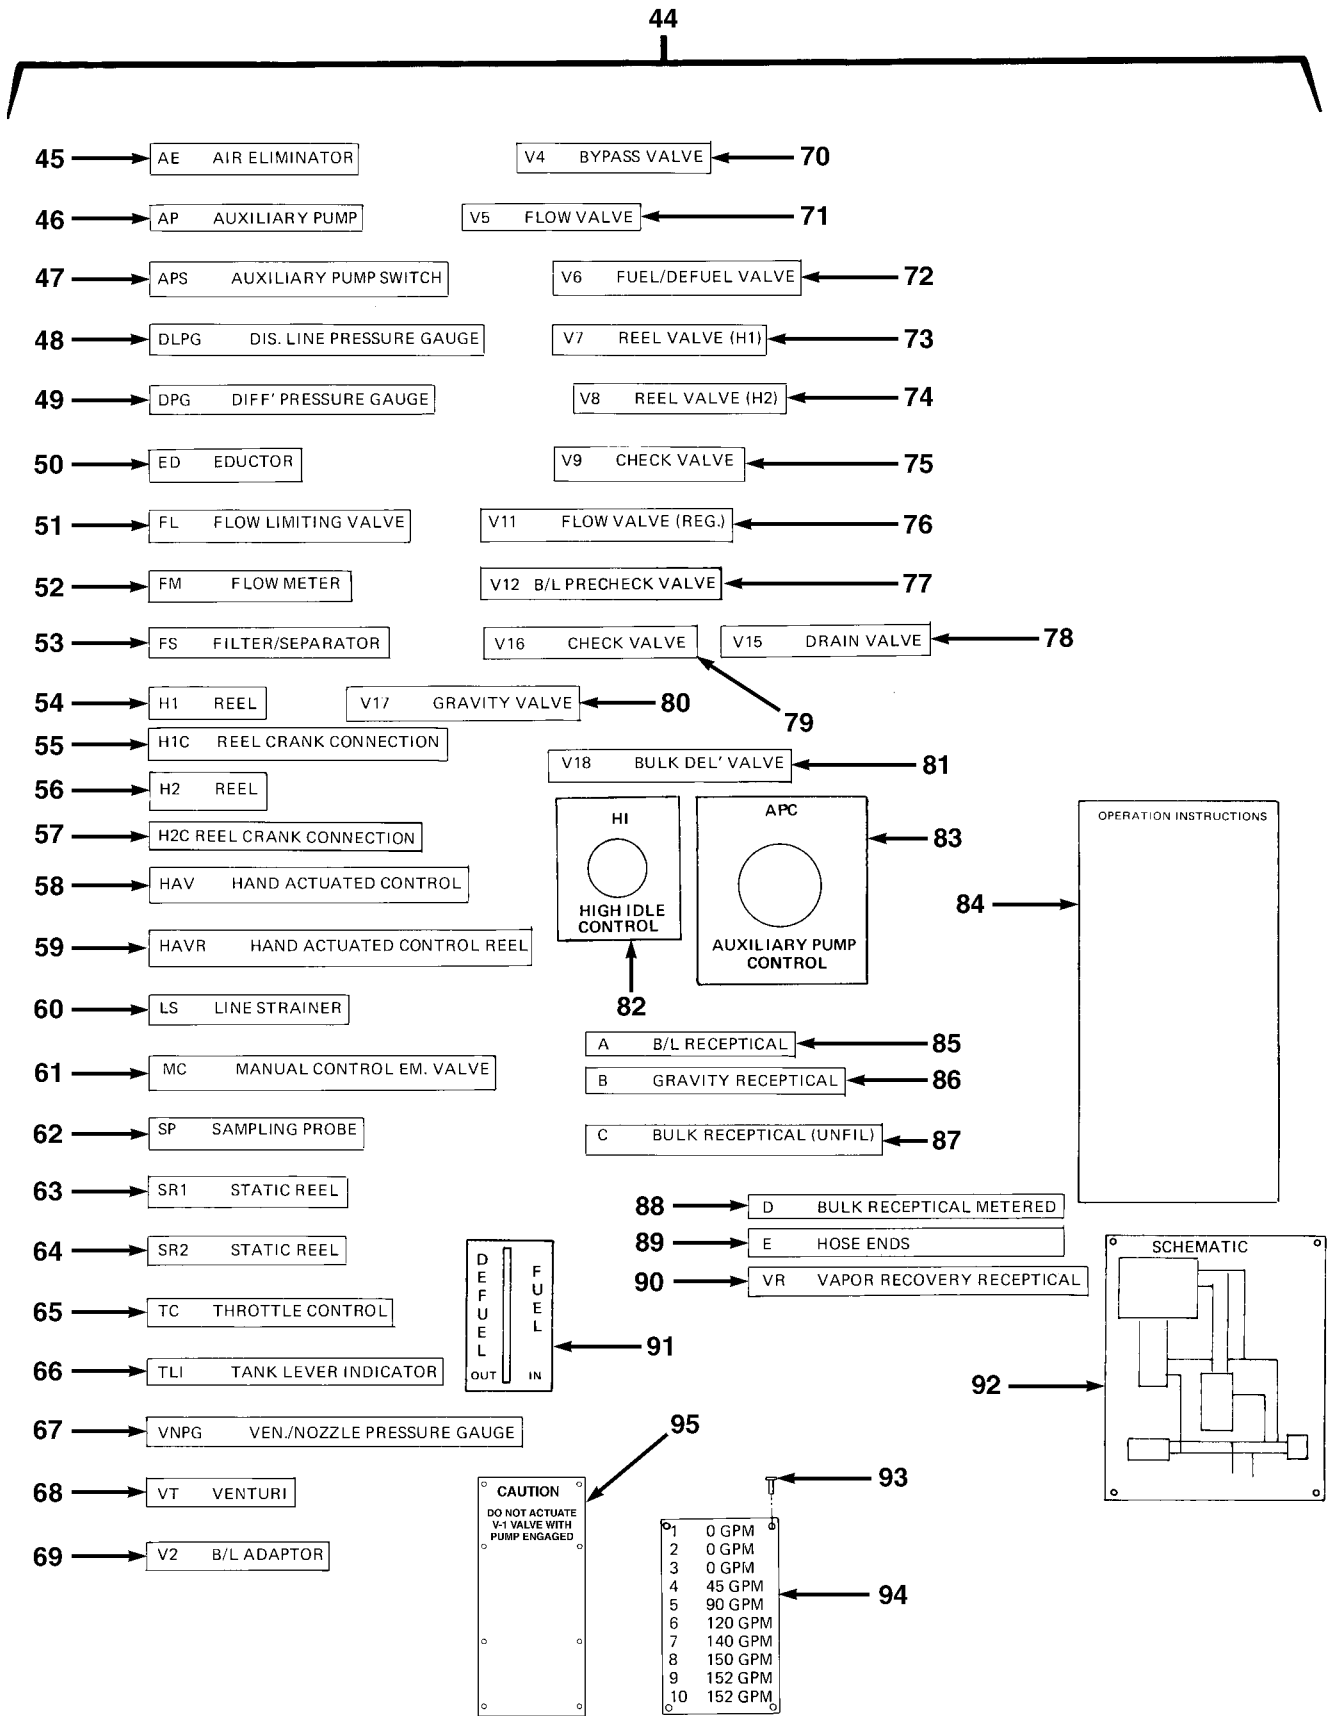 44
45 AE AIR ELIMINATOR V4 BYPASS VALVE 70
46 AP AUXILIARY PUMP V5 FLOW VALVE 71
47 APS AUXILIARY PUMP SWITCH V6 FUEL/DEFUEL VALVE 72
48 DLPG DIS. LINE PRESSURE GAUGE V7 REEL VALVE (H1) 73
49 DPG DIFF' PRESSURE GAUGE V8 REEL VALVE (H2) 74
50 ED EDUCTOR V9 CHECK VALVE 75
51 FL FLOW LIMITING VALVE V11 FLOW VALVE (REG.) 76
52 FM FLOW METER V12 B/L PRECHECK VALVE 77
53 FS FILTER/SEPARATOR V16 CHECK VALVE V15 DRAIN VALVE 78
79
54 H1 REEL V17 GRAVITY VALVE 80
55 H1C REEL CRANK CONNECTION
V18 BULK DEL' VALVE 81
56 H2 REEL
57 H2C REEL CRANK CONNECTION
58 HAV HAND ACTUATED CONTROL
59 HAVR HAND ACTUATED CONTROL REEL
60 LS LINE STRAINER
61 MC MANUAL CONTROL EM. VALVE
62 SP SAMPLING PROBE
63 SR1 STATIC REEL
64 SR2 STATIC REEL
65 TC THROTTLE CONTROL
66 TLI TANK LEVER INDICATOR
67 VNPG VEN./NOZZLE PRESSURE GAUGE
68 VT VENTURI
69 V2 B/L ADAPTOR
HI
HIGH IDLE
CONTROL
82
APC
AUXILIARY PUMP
CONTROL
83
OPERATION INSTRUCTIONS
84
A B/L RECEPTICAL 85
B GRAVITY RECEPTICAL 86
C BULK RECEPTICAL (UNFIL) 87
88 D BULK RECEPTICAL METERED
89 E HOSE ENDS
90 VR VAPOR RECOVERY RECEPTICAL
DEFUEL FUEL
OUT IN
91
SCHEMATIC
92
95
CAUTION
DO NOT ACTUATE
V-1 VALVE WITH
PUMP ENGAGED
93
1 0 GPM
2 0 GPM
3 0 GPM
4 45 GPM
5 90 GPM
6 120 GPM
7 140 GPM
8 150 GPM
9 152 GPM
10 152 GPM
94